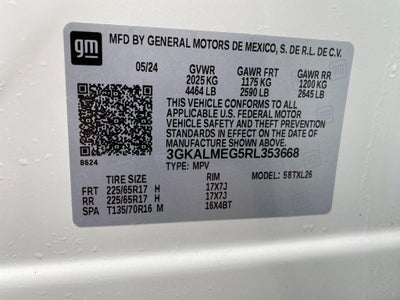 gm
MFD BY GENERAL MOTORS DE MEXICO, S. DE R.L. DE C.V.
05/24 GVWR GAWR FRT GAWR RR
2025 KG 1175 KG 1200 KG
4464 LB 2590 LB 2645 LB
THIS VEHICLE CONFORMS TO ALL
APPLICABLE U.S. FEDERAL MOTOR
VEHICLE SAFETY AND THEFT
PREVENTION STANDARDS IN EFFECT ON
THE DATE OF MANUFACTURE SHOWN ABOVE.
8624
3GKALMEG5RL353668
TYPE: MPV
TIRE SIZE RIM MODEL: 58TXL26
FRT 225/65R17 H 17X7J
RR 225/65R17 H 17X7J
SPA T135/70R16 M 16X4BT